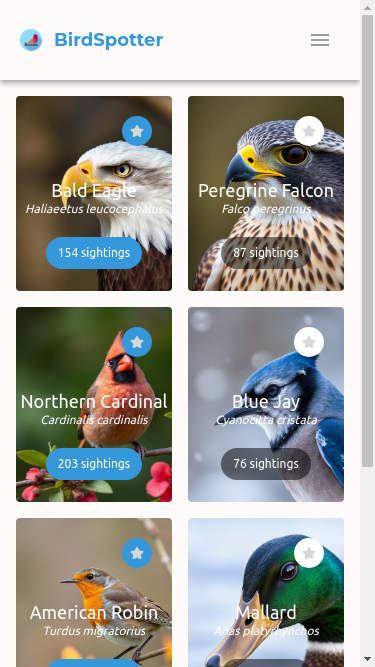 BirdSpotter
Bald Eagle
Haliaeetus leucocephalus
154 sightings
Peregrine Falcon
Falco peregrinus
87 sightings
Northern Cardinal
Cardinalis cardinalis
203 sightings
Blue Jay
Cyanocitta cristata
76 sightings
American Robin
Turdus migratorius
Mallard
Anas platyrhynchos